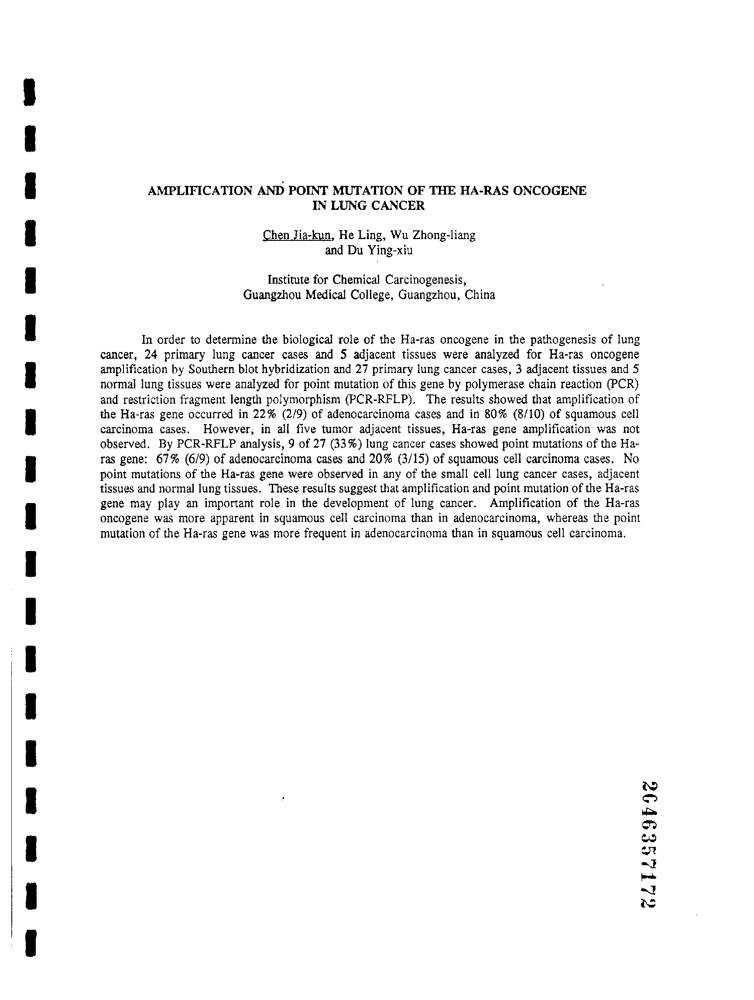 AMPLIFICATION AND POINT MUTATION OF THE HA-RAS ONCOGENE
IN LUNG CANCER
Chen Jia-kun, He Ling, Wu Zhong-liang
and Du Ying-xiu
Institute for Chemical Carcinogenesis,
Guangzhou Medical College, Guangzhou, China
In order to determine the biological role of the Ha-ras oncogene in the pathogenesis of lung
cancer, 24 primary lung cancer cases and 5 adjacent tissues were analyzed for Ha-ras oncogene
amplification by Southern blot hybridization and 27 primary lung cancer cases, 3 adjacent tissues and 5
normal lung tissues were analyzed for point mutation of this gene by polymerase chain reaction (PCR)
and restriction fragment length polymorphism (PCR-RFLP). The results showed that amplification of
the Ha-ras gene occurred in 22% (2/9) of adenocarcinoma cases and in 80% (8/10) of squamous cell
carcinoma cases. However, in all five tumor adjacent tissues, Ha-ras gene amplification was not
observed. By PCR-RFLP analysis, 9 of 27 (33%) lung cancer cases showed point mutations of the Ha-
ras gene: 67% (6/9) of adenocarcinoma cases and 20% (3/15) of squamous cell carcinoma cases. No
point mutations of the Ha-ras gene were observed in any of the small cell lung cancer cases, adjacent
tissues and normal lung tissues. These results suggest that amplification and point mutation of the Ha-ras
gene may play an important role in the development of lung cancer. Amplification of the Ha-ras
oncogene was more apparent in squamous cell carcinoma than in adenocarcinoma, whereas the point
mutation of the Ha-ras gene was more frequent in adenocarcinoma than in squamous cell carcinoma.
2046357172